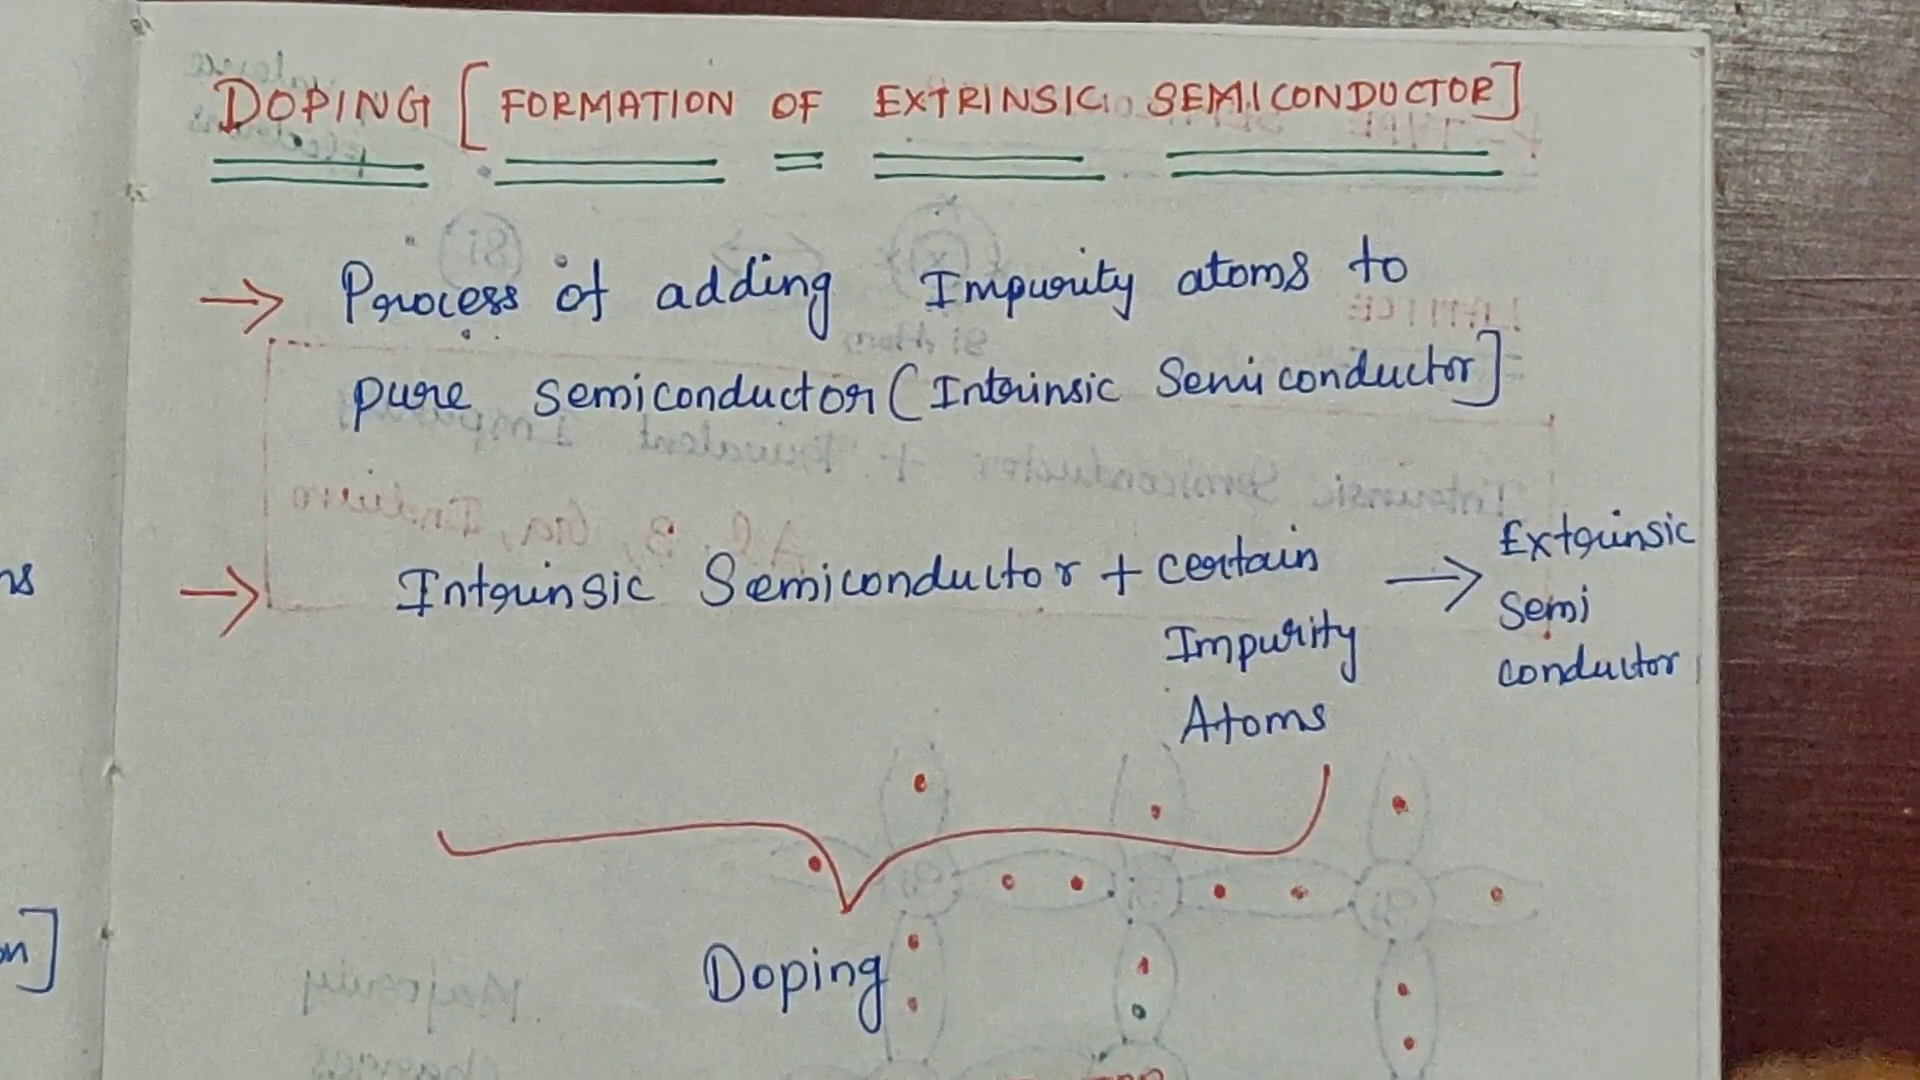 DOPING [FORMATION OF EXTRINSIC SEMICONDUCTOR]
→ Process of adding Impurity atoms to
pure semiconductor (Intrinsic Semiconductor]
→ Intrinsic Semiconductor + certain
Impurity
Atoms
→ Extrinsic
Semi
conductor
Doping